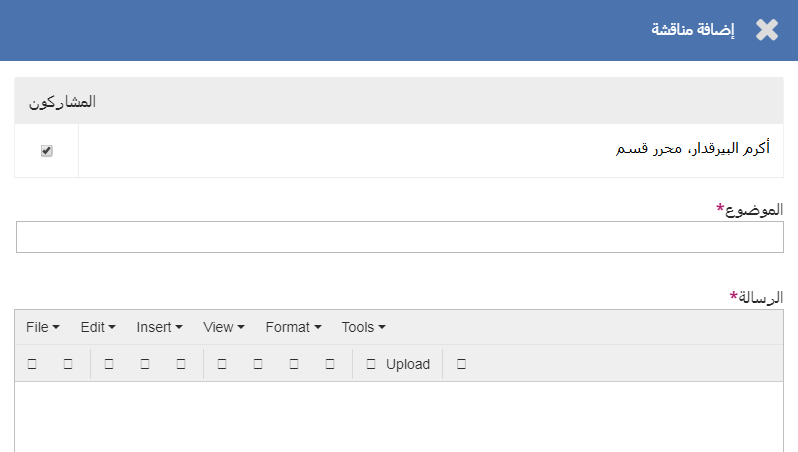 إضافة مناقشة
المشاركون
أكرم البيرقدار، محرر قسم
الموضوع*
الرسالة*
File Edit Insert View Format Tools
Upload